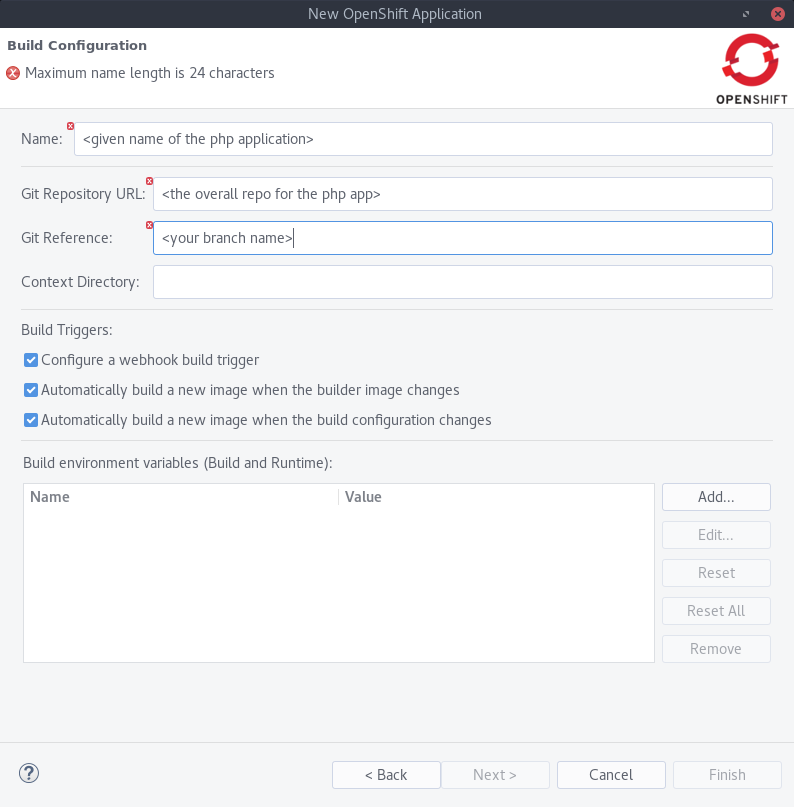 New OpenShift Application
Build Configuration
Maximum name length is 24 characters
OPENSHIFT
Name: <given name of the php application>
Git Repository URL: <the overall repo for the php app>
Git Reference: <your branch name>
Context Directory:
Build Triggers:
Configure a webhook build trigger
Automatically build a new image when the builder image changes
Automatically build a new image when the build configuration changes
Build environment variables (Build and Runtime):
Name Value
Add...
Edit...
Reset
Reset All
Remove
? < Back Next > Cancel Finish